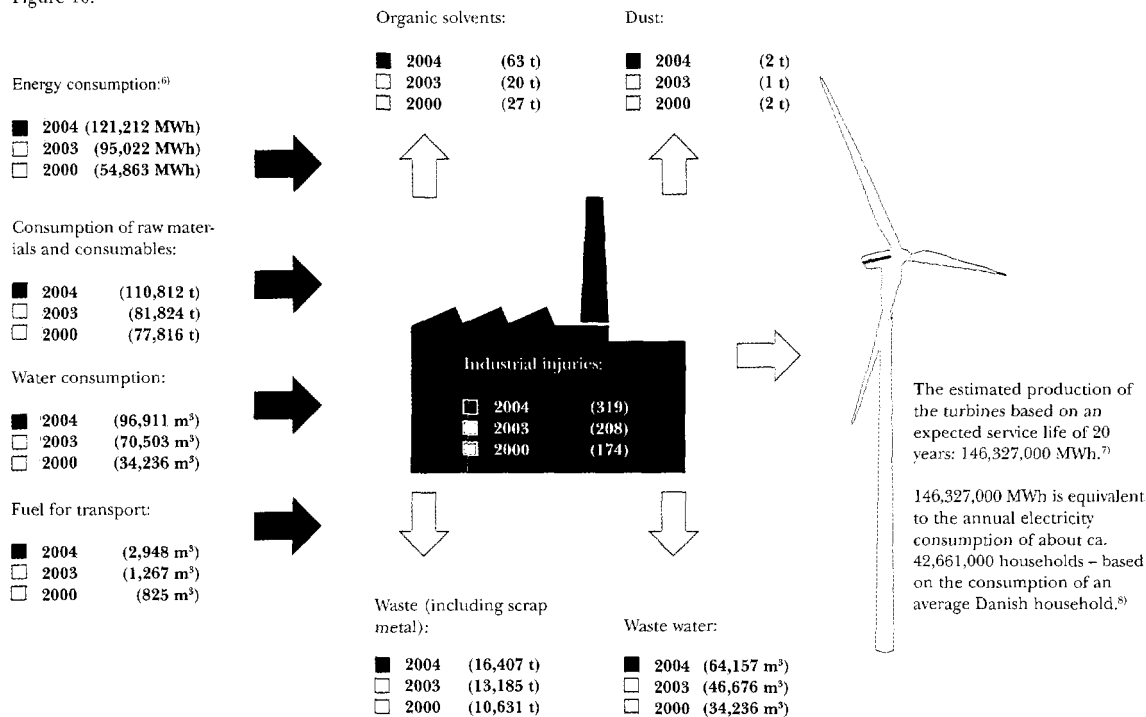 Figure 10.
Organic solvents:
2004 (63 t)
2003 (20 t)
2000 (27 t)
Dust:
2004 (2 t)
2003 (1 t)
2000 (2 t)
Energy consumption:6)
2004 (121,212 MWh)
2003 (95,022 MWh)
2000 (54,863 MWh)
Consumption of raw mater-
ials and consumables:
2004 (110,812 t)
2003 (81,824 t)
2000 (77,816 t)
Water consumption:
2004 (96,911 m³)
2003 (70,503 m³)
2000 (34,236 m³)
Fuel for transport:
2004 (2,948 m³)
2003 (1,267 m³)
2000 (825 m³)
Industrial injuries:
2004 (319)
2003 (208)
2000 (174)
The estimated production of
the turbines based on an
expected service life of 20
years: 146,327,000 MWh.7)
146,327,000 MWh is equivalent
to the annual electricity
consumption of about ca.
42,661,000 households – based
on the consumption of an
average Danish household.8)
Waste (including scrap
metal):
2004 (16,407 t)
2003 (13,185 t)
2000 (10,631 t)
Waste water:
2004 (64,157 m³)
2003 (46,676 m³)
2000 (34,236 m³)